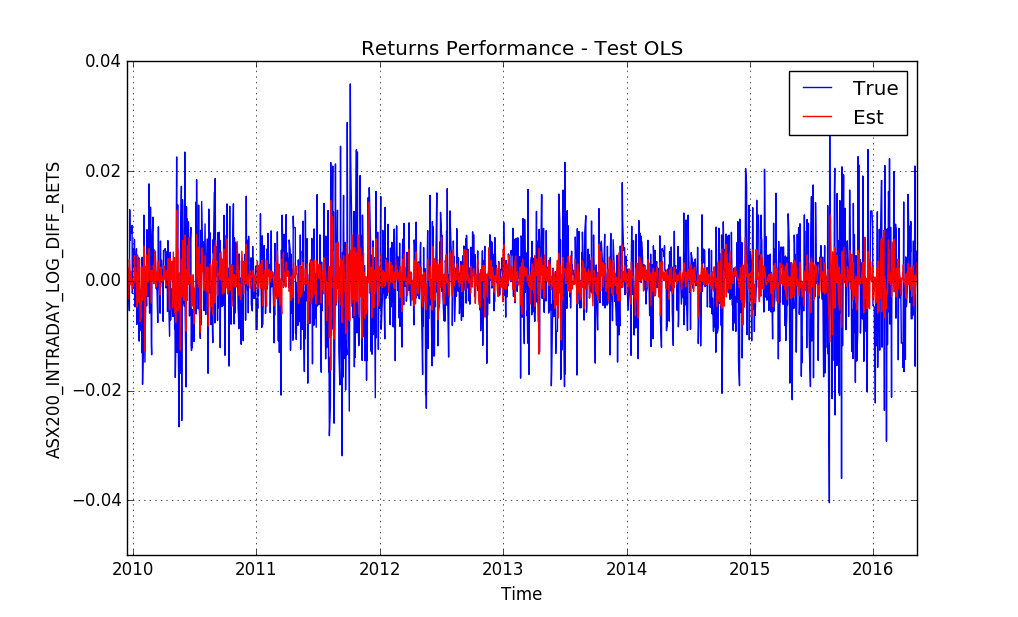 Returns Performance - Test OLS
True
Est
ASX200_INTRADAY_LOG_DIFF_RETS
0.04
0.02
0.00
−0.02
−0.04
2010 2011 2012 2013 2014 2015 2016
Time